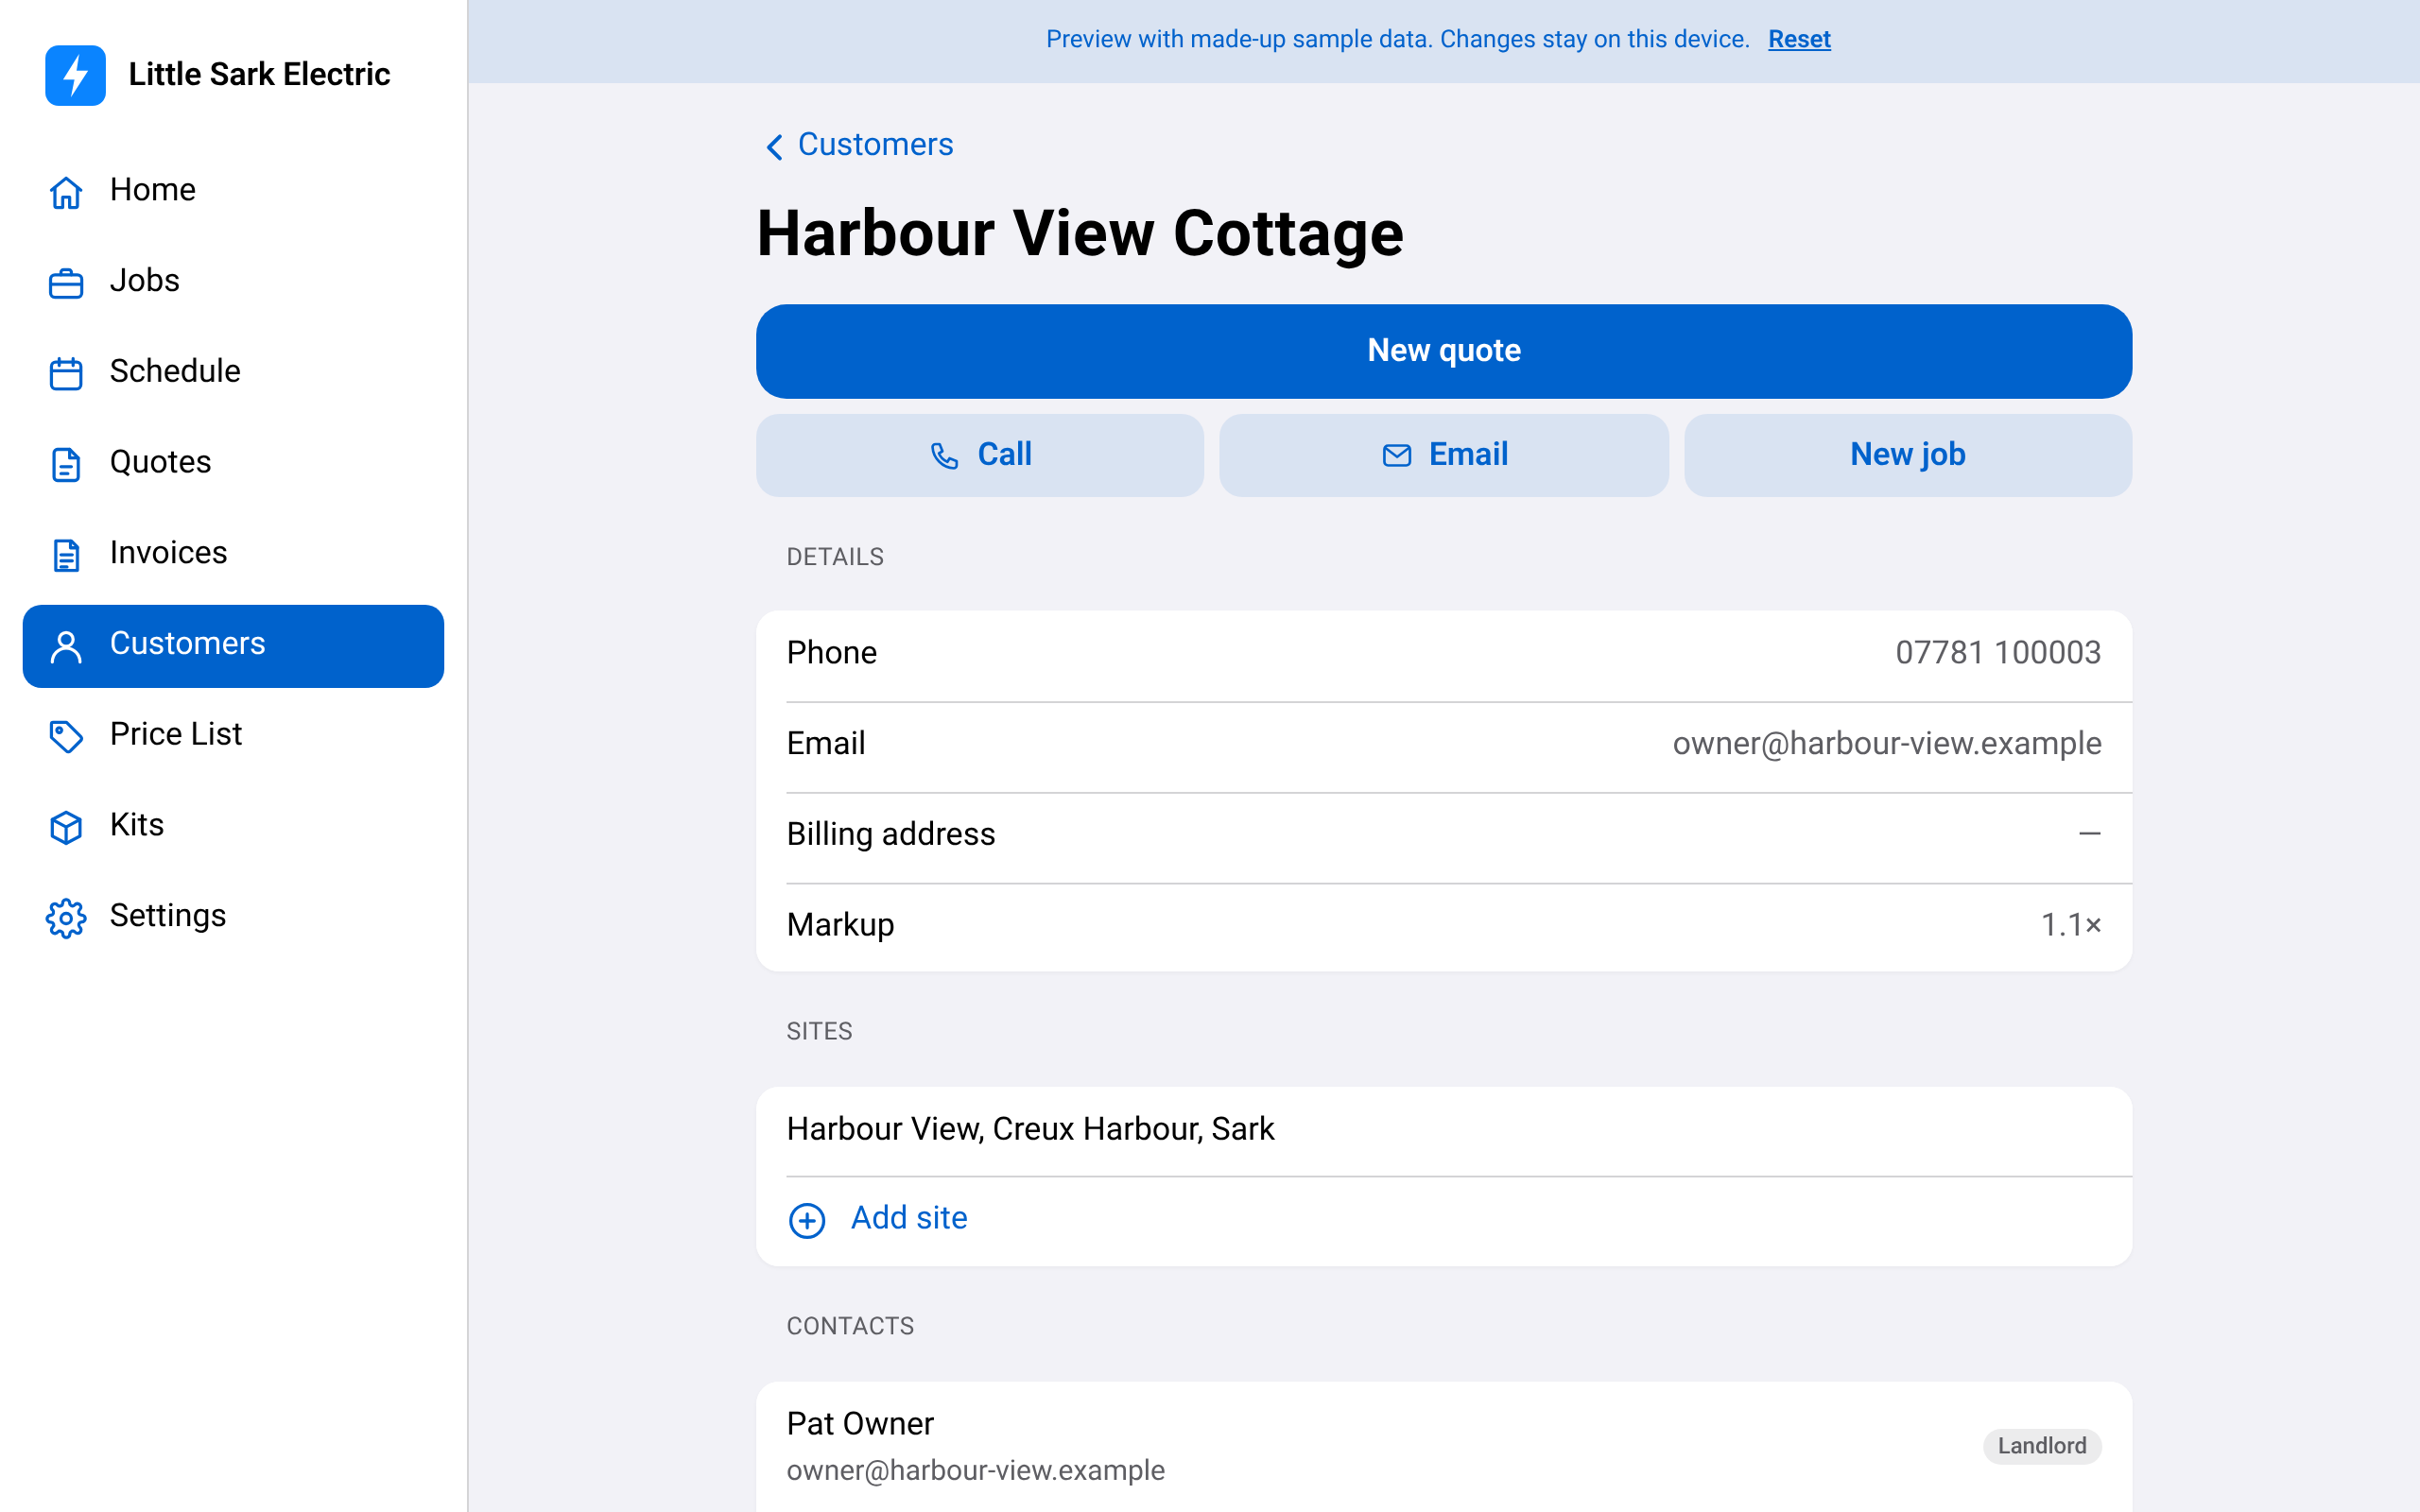 Little Sark Electric
Home
Jobs
Schedule
Quotes
Invoices
Customers
Price List
Kits
Settings
Preview with made-up sample data. Changes stay on this device. Reset
Customers
Harbour View Cottage
New quote
Call
Email
New job
DETAILS
Phone 07781 100003
Email owner@harbour-view.example
Billing address —
Markup 1.1×
SITES
Harbour View, Creux Harbour, Sark
Add site
CONTACTS
Pat Owner
Landlord
owner@harbour-view.example